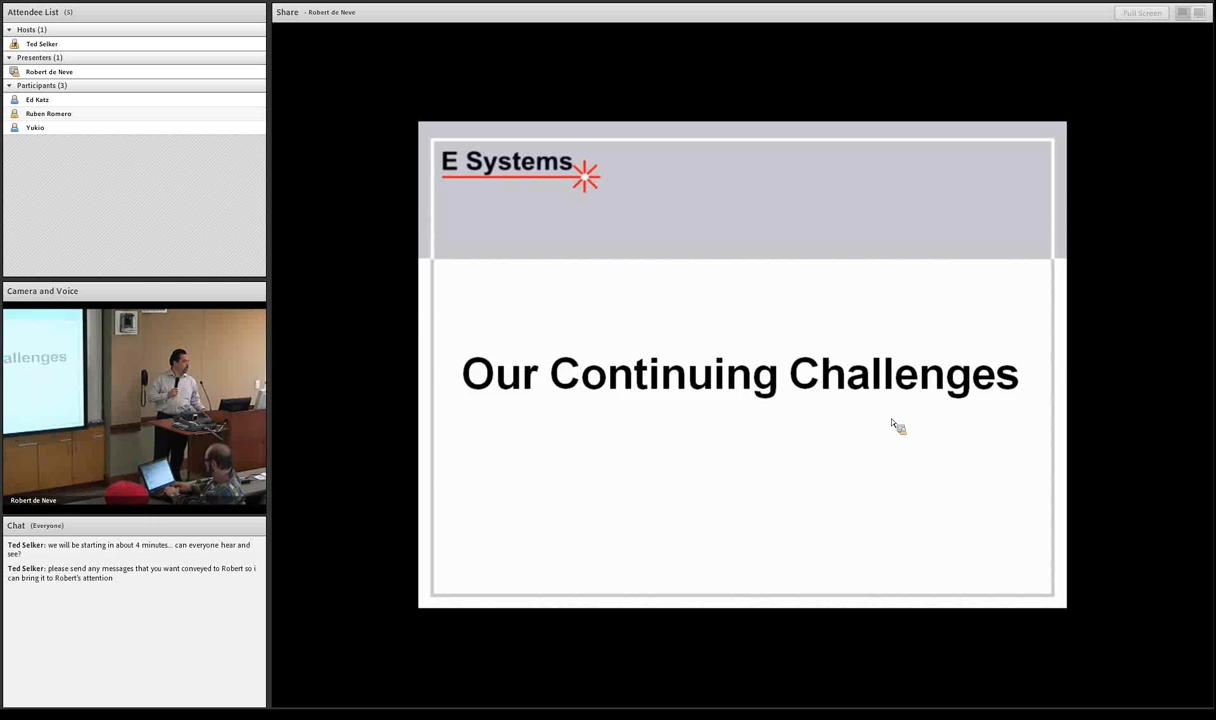 Attendee List (5)
Hosts (1)
Ted Selker
Presenters (1)
Robert de Neve
Participants (3)
Ed Katz
Ruben Romero
Yukio
Camera and Voice
allenges
Robert de Neve
Chat (Everyone)
Ted Selker: we will be starting in about 4 minutes... can everyone hear and
see?
Ted Selker: please send any messages that you want conveyed to Robert so i
can bring it to Robert's attention
Share - Robert de Neve
Full Screen
E Systems
Our Continuing Challenges